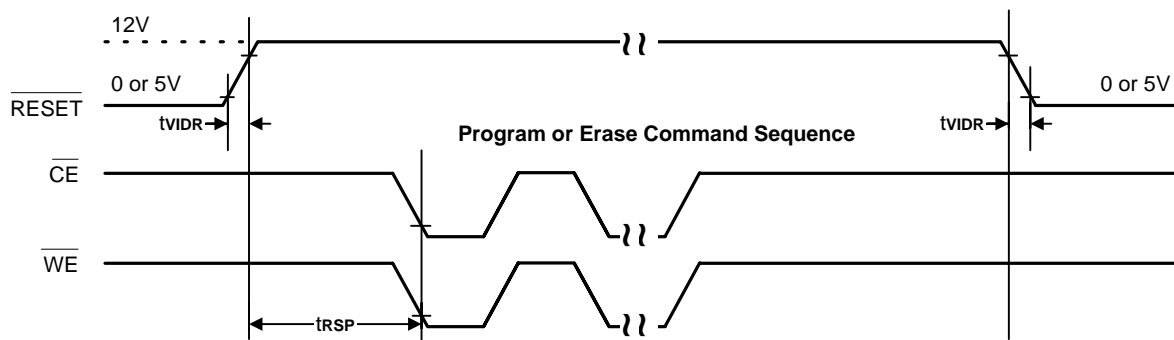 12V
0 or 5V
0 or 5V
RESET
tVIDR
tVIDR
Program or Erase Command Sequence
CE
WE
tRSP